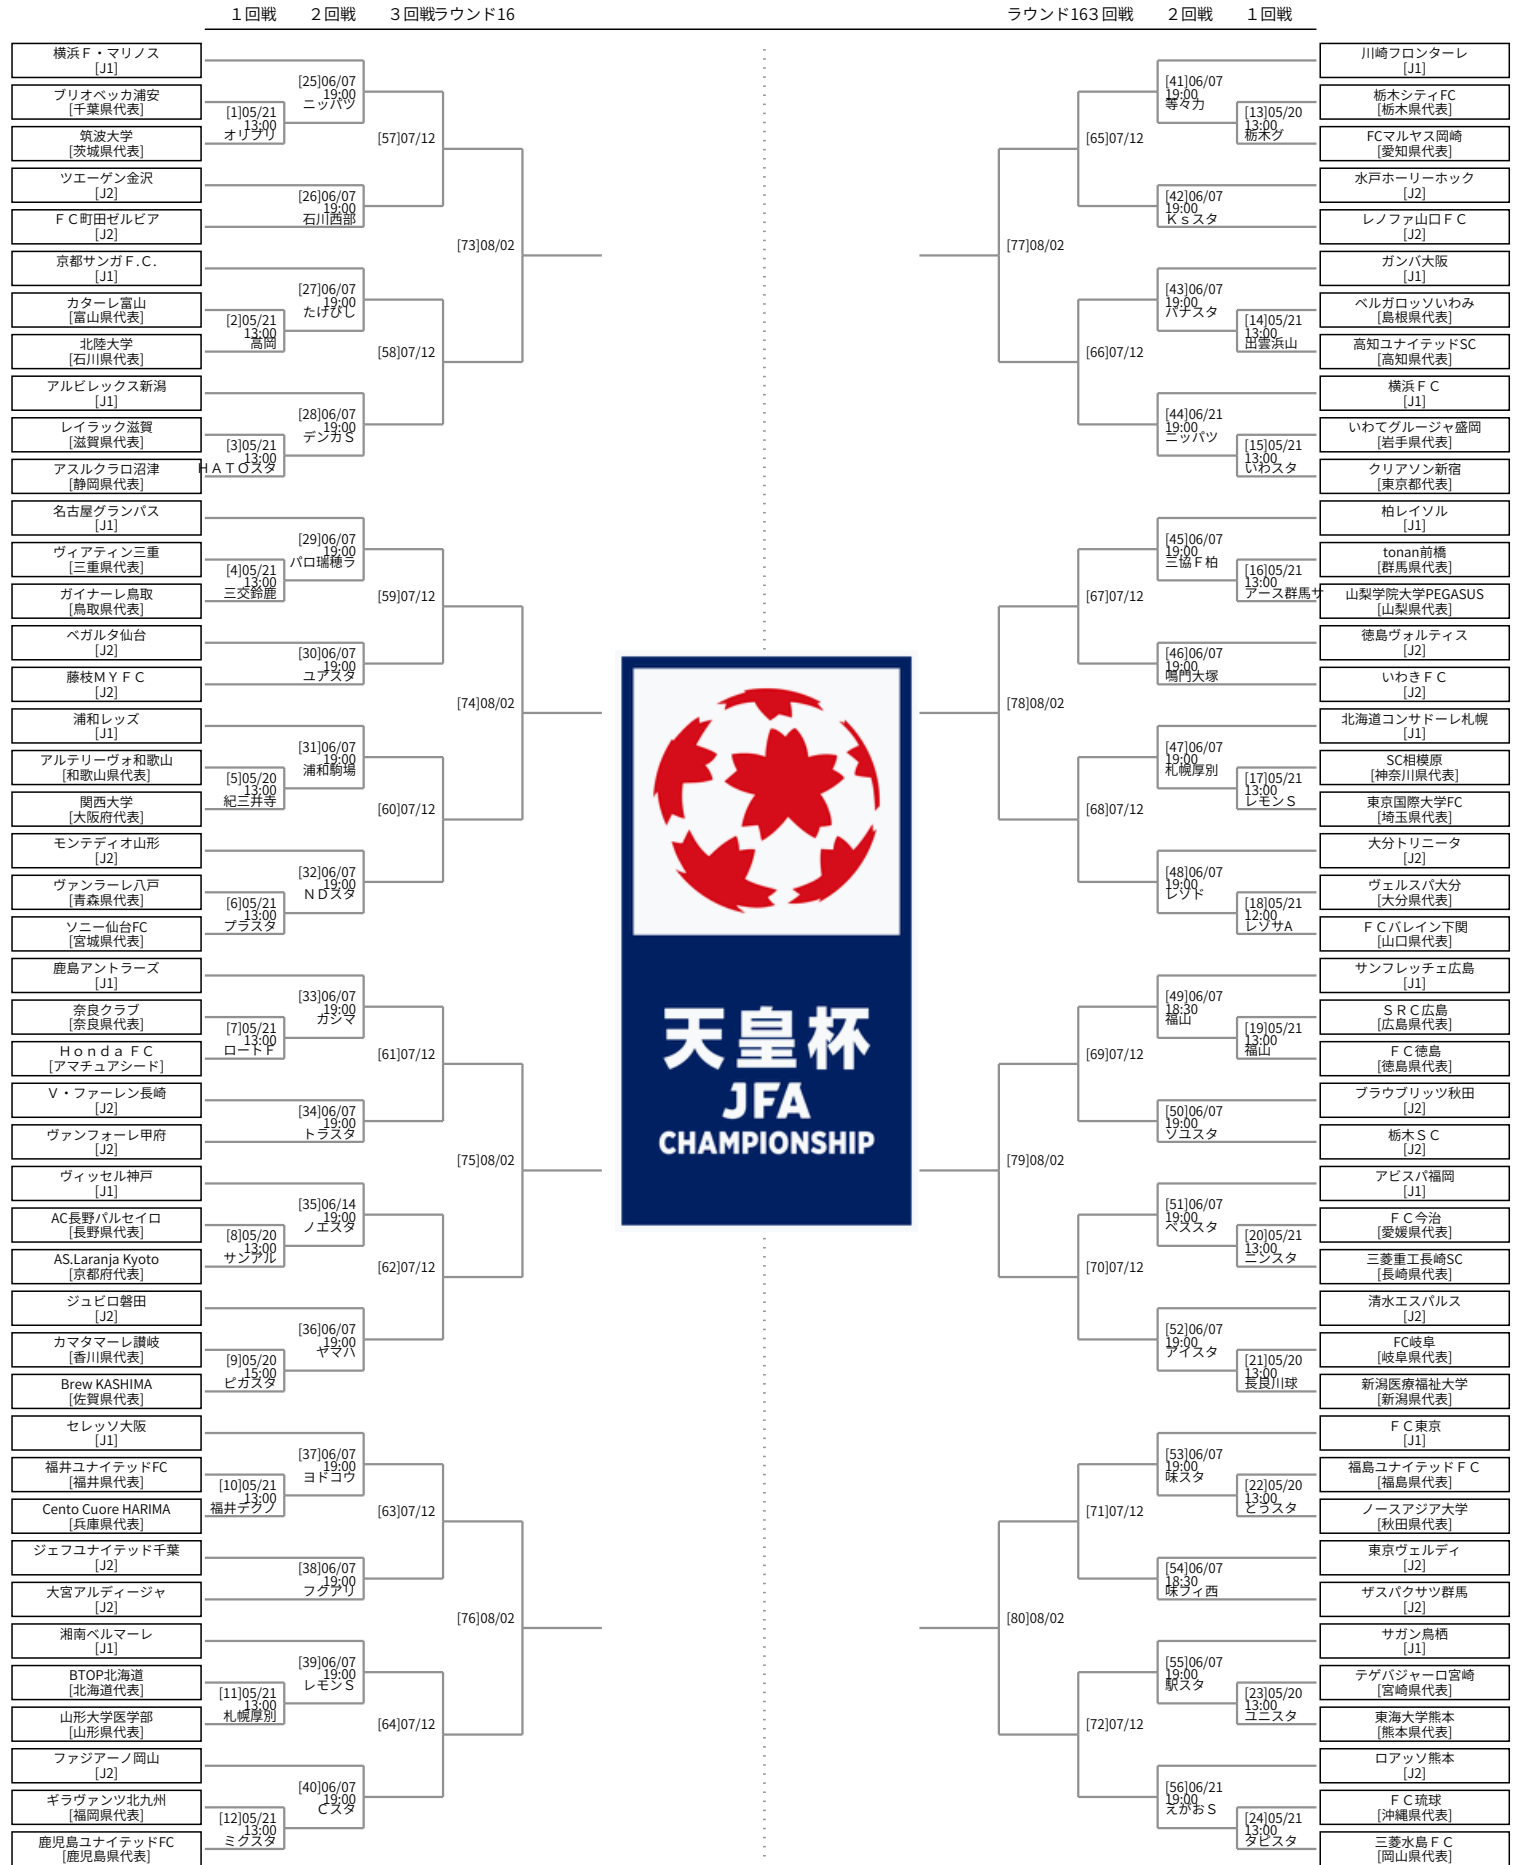 １回戦 ２回戦 ３回戦 ラウンド16
横浜Ｆ・マリノス
[J1]
ブリオベッカ浦安
[千葉県代表]
筑波大学
[茨城県代表]
ツエーゲン金沢
[J2]
ＦＣ町田ゼルビア
[J2]
京都サンガＦ.Ｃ.
[J1]
カターレ富山
[富山県代表]
北陸大学
[石川県代表]
アルビレックス新潟
[J1]
レイラック滋賀
[滋賀県代表]
アスルクラロ沼津
[静岡県代表]
名古屋グランパス
[J1]
ヴィアティン三重
[三重県代表]
ガイナーレ鳥取
[鳥取県代表]
ベガルタ仙台
[J2]
藤枝ＭＹＦＣ
[J2]
浦和レッズ
[J1]
アルテリーヴォ和歌山
[和歌山県代表]
関西大学
[大阪府代表]
モンテディオ山形
[J2]
ヴァンラーレ八戸
[青森県代表]
ソニー仙台FC
[宮城県代表]
鹿島アントラーズ
[J1]
奈良クラブ
[奈良県代表]
Ｈｏｎｄａ ＦＣ
[アマチュアシード]
Ｖ・ファーレン長崎
[J2]
ヴァンフォーレ甲府
[J2]
ヴィッセル神戸
[J1]
AC長野パルセイロ
[長野県代表]
AS.Laranja Kyoto
[京都府代表]
ジュビロ磐田
[J2]
カマタマーレ讃岐
[香川県代表]
Brew KASHIMA
[佐賀県代表]
セレッソ大阪
[J1]
福井ユナイテッドFC
[福井県代表]
Cento Cuore HARIMA
[兵庫県代表]
ジェフユナイテッド千葉
[J2]
大宮アルディージャ
[J2]
湘南ベルマーレ
[J1]
BTOP北海道
[北海道代表]
山形大学医学部
[山形県代表]
ファジアーノ岡山
[J2]
ギラヴァンツ北九州
[福岡県代表]
鹿児島ユナイテッドFC
[鹿児島県代表]
[1]05/21
13:00
オリプリ
[2]05/21
13:00
高岡
[3]05/21
13:00
ＨＡＴＯスタ
[4]05/21
13:00
三交鈴鹿
[5]05/20
13:00
紀三井寺
[6]05/21
13:00
プラスタ
[7]05/21
13:00
ロートＦ
[8]05/20
13:00
サンアル
[9]05/20
15:00
ピカスタ
[10]05/21
13:00
福井テクノ
[11]05/21
13:00
札幌厚別
[12]05/21
13:00
ミクスタ
[25]06/07
19:00
ニッパツ
[26]06/07
19:00
石川西部
[27]06/07
19:00
たけびし
[28]06/07
19:00
デンカＳ
[29]06/07
19:00
パロ瑞穂ラ
[30]06/07
19:00
ユアスタ
[31]06/07
19:00
浦和駒場
[32]06/07
19:00
ＮＤスタ
[33]06/07
19:00
カシマ
[34]06/07
19:00
トラスタ
[35]06/14
19:00
ノエスタ
[36]06/07
19:00
ヤマハ
[37]06/07
19:00
ヨドコウ
[38]06/07
19:00
フクアリ
[39]06/07
19:00
レモンＳ
[40]06/07
19:00
Ｃスタ
[57]07/12
[58]07/12
[59]07/12
[60]07/12
[61]07/12
[62]07/12
[63]07/12
[64]07/12
[73]08/02
[74]08/02
[75]08/02
[76]08/02
天皇杯
JFA
CHAMPIONSHIP
ラウンド16 ３回戦 ２回戦 １回戦
[77]08/02
[78]08/02
[79]08/02
[80]08/02
[65]07/12
[66]07/12
[67]07/12
[68]07/12
[69]07/12
[70]07/12
[71]07/12
[72]07/12
[41]06/07
19:00
等々力
[42]06/07
19:00
Ｋｓスタ
[43]06/07
19:00
パナスタ
[44]06/21
19:00
ニッパツ
[45]06/07
19:00
三協Ｆ柏
[46]06/07
19:00
鳴門大塚
[47]06/07
19:00
札幌厚別
[48]06/07
19:00
レゾド
[49]06/07
18:30
福山
[50]06/07
19:00
ソユスタ
[51]06/07
19:00
ベススタ
[52]06/07
19:00
アイスタ
[53]06/07
19:00
味スタ
[54]06/07
18:30
味フィ西
[55]06/07
19:00
駅スタ
[56]06/21
19:00
えがおＳ
[13]05/20
13:00
栃木グ
[14]05/21
13:00
出雲浜山
[15]05/21
13:00
いわスタ
[16]05/21
13:00
アース群馬サ
[17]05/21
13:00
レモンＳ
[18]05/21
12:00
レゾサA
[19]05/21
13:00
福山
[20]05/21
13:00
ニンスタ
[21]05/20
13:00
長良川球
[22]05/20
13:00
とうスタ
[23]05/20
13:00
ユニスタ
[24]05/21
13:00
タピスタ
川崎フロンターレ
[J1]
栃木シティFC
[栃木県代表]
FCマルヤス岡崎
[愛知県代表]
水戸ホーリーホック
[J2]
レノファ山口ＦＣ
[J2]
ガンバ大阪
[J1]
ベルガロッソいわみ
[島根県代表]
高知ユナイテッドSC
[高知県代表]
横浜ＦＣ
[J1]
いわてグルージャ盛岡
[岩手県代表]
クリアソン新宿
[東京都代表]
柏レイソル
[J1]
tonan前橋
[群馬県代表]
山梨学院大学PEGASUS
[山梨県代表]
徳島ヴォルティス
[J2]
いわきＦＣ
[J2]
北海道コンサドーレ札幌
[J1]
SC相模原
[神奈川県代表]
東京国際大学FC
[埼玉県代表]
大分トリニータ
[J2]
ヴェルスパ大分
[大分県代表]
ＦＣバレイン下関
[山口県代表]
サンフレッチェ広島
[J1]
ＳＲＣ広島
[広島県代表]
ＦＣ徳島
[徳島県代表]
ブラウブリッツ秋田
[J2]
栃木ＳＣ
[J2]
アビスパ福岡
[J1]
ＦＣ今治
[愛媛県代表]
三菱重工長崎SC
[長崎県代表]
清水エスパルス
[J2]
FC岐阜
[岐阜県代表]
新潟医療福祉大学
[新潟県代表]
ＦＣ東京
[J1]
福島ユナイテッドＦＣ
[福島県代表]
ノースアジア大学
[秋田県代表]
東京ヴェルディ
[J2]
ザスパクサツ群馬
[J2]
サガン鳥栖
[J1]
テゲバジャーロ宮崎
[宮崎県代表]
東海大学熊本
[熊本県代表]
ロアッソ熊本
[J2]
ＦＣ琉球
[沖縄県代表]
三菱水島ＦＣ
[岡山県代表]